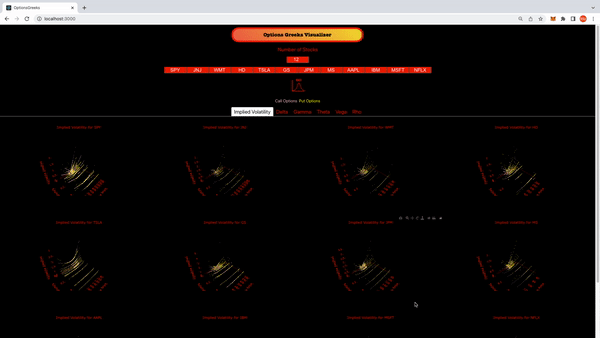 OptionsGreeks
localhost:3000
Options Greeks Visualiser
Number of Stocks
12
SPY JNJ WMT HD TSLA GS JPM MS AAPL IBM MSFT NFLX
Call Options Put Options
Implied Volatility Delta Gamma Theta Vega Rho
Implied Volatility for SPY Implied Volatility for JNJ Implied Volatility for WMT Implied Volatility for HD
Implied Volatility for TSLA Implied Volatility for GS Implied Volatility for JPM Implied Volatility for MS
Implied Volatility for AAPL Implied Volatility for IBM Implied Volatility for MSFT Implied Volatility for NFLX